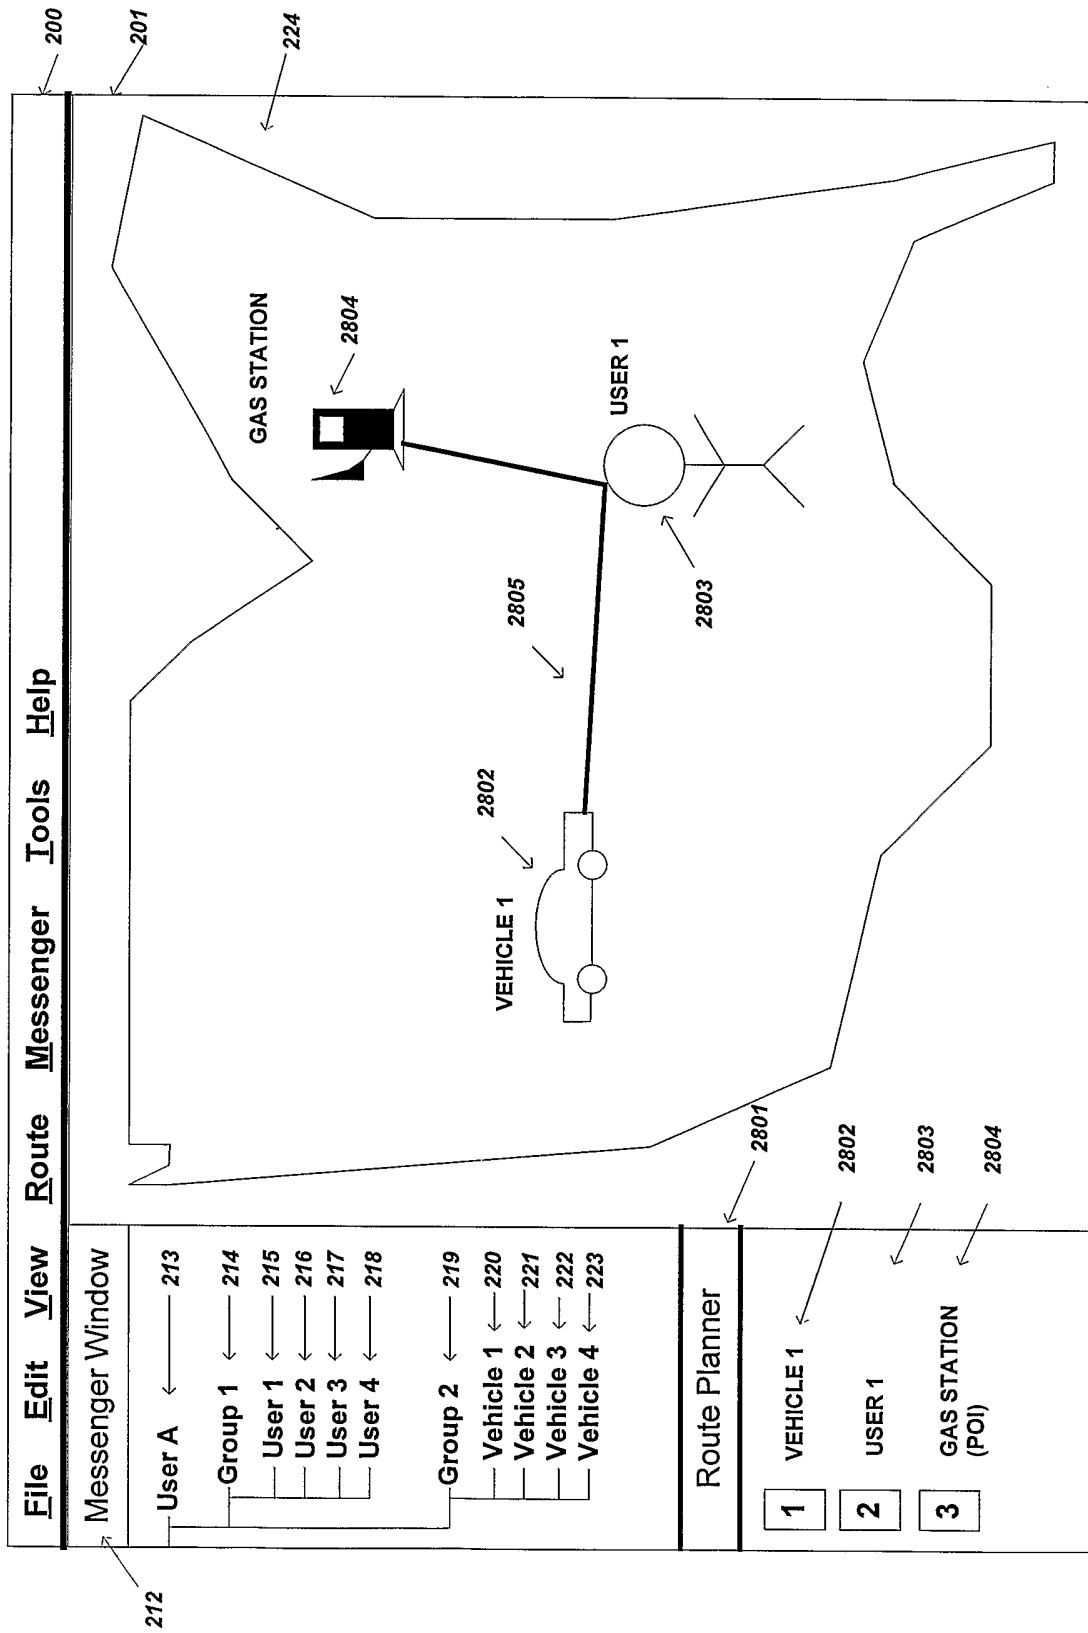 200
201
File Edit View Route Messenger Tools Help
224
212
Messenger Window
User A 213
Group 1 214
User 1 215
User 2 216
User 3 217
User 4 218
Group 2 219
Vehicle 1 220
Vehicle 2 221
Vehicle 3 222
Vehicle 4 223
Route Planner
2801
1 VEHICLE 1 2802
2 USER 1 2803
3 GAS STATION 2804
(POI)
GAS STATION
2804
2805
2802
VEHICLE 1
USER 1
2803